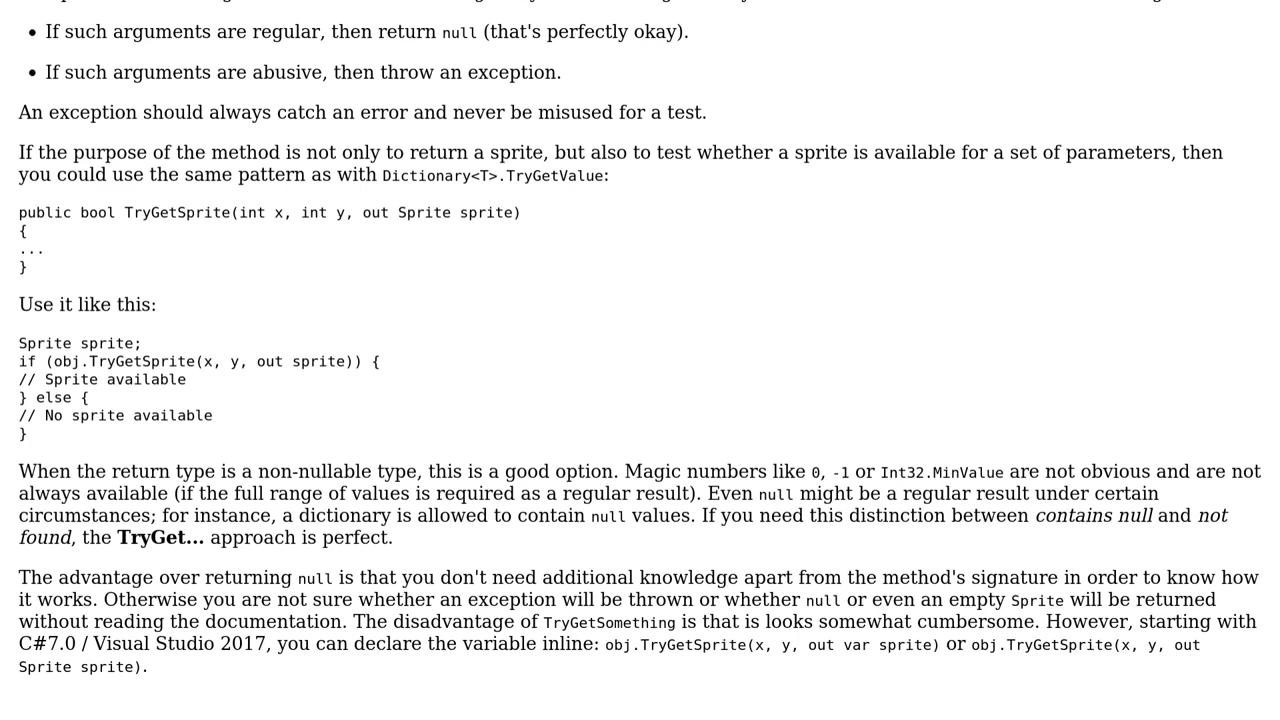 • If such arguments are regular, then return null (that's perfectly okay).
• If such arguments are abusive, then throw an exception.
An exception should always catch an error and never be misused for a test.
If the purpose of the method is not only to return a sprite, but also to test whether a sprite is available for a set of parameters, then
you could use the same pattern as with Dictionary<T>.TryGetValue:
public bool TryGetSprite(int x, int y, out Sprite sprite)
{
...
}
Use it like this:
Sprite sprite;
if (obj.TryGetSprite(x, y, out sprite)) {
// Sprite available
} else {
// No sprite available
}
When the return type is a non-nullable type, this is a good option. Magic numbers like 0, -1 or Int32.MinValue are not obvious and are not
always available (if the full range of values is required as a regular result). Even null might be a regular result under certain
circumstances; for instance, a dictionary is allowed to contain null values. If you need this distinction between contains null and not
found, the TryGet... approach is perfect.
The advantage over returning null is that you don't need additional knowledge apart from the method's signature in order to know how
it works. Otherwise you are not sure whether an exception will be thrown or whether null or even an empty Sprite will be returned
without reading the documentation. The disadvantage of TryGetSomething is that is looks somewhat cumbersome. However, starting with
C#7.0 / Visual Studio 2017, you can declare the variable inline: obj.TryGetSprite(x, y, out var sprite) or obj.TryGetSprite(x, y, out
Sprite sprite).